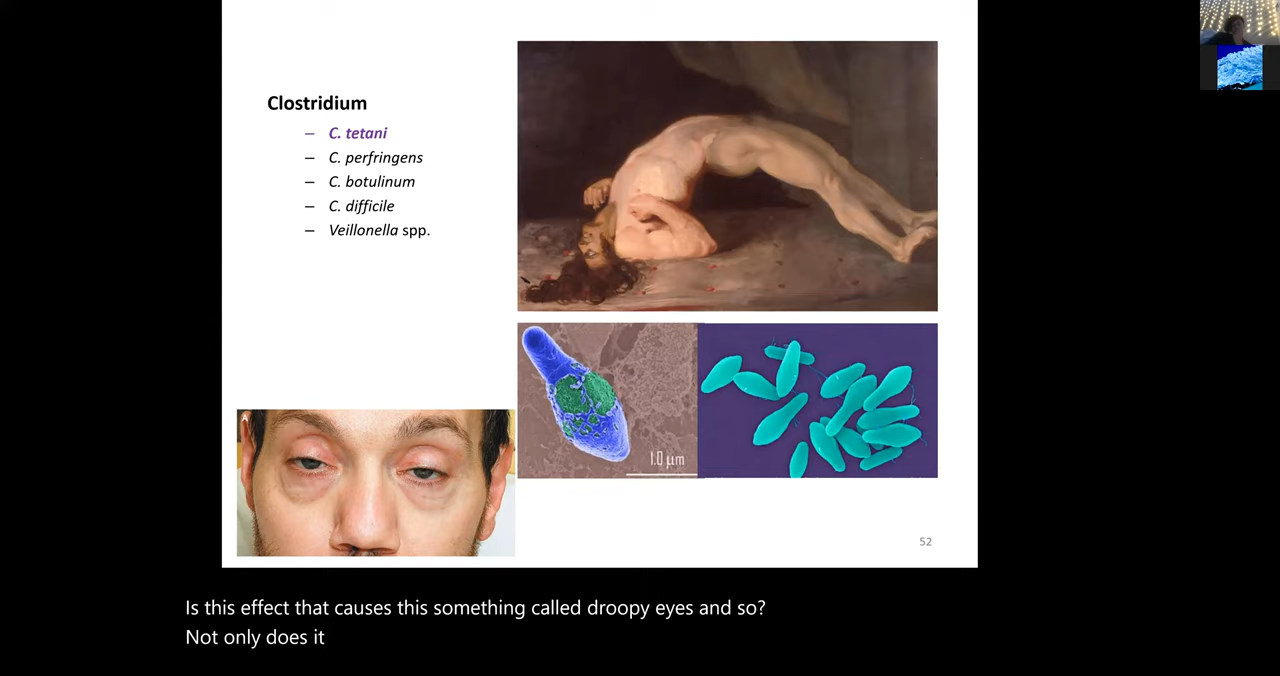 Clostridium
– C. tetani
– C. perfringens
– C. botulinum
– C. difficile
– Veillonella spp.
1.0 µm
A
52
Is this effect that causes this something called droopy eyes and so?
Not only does it